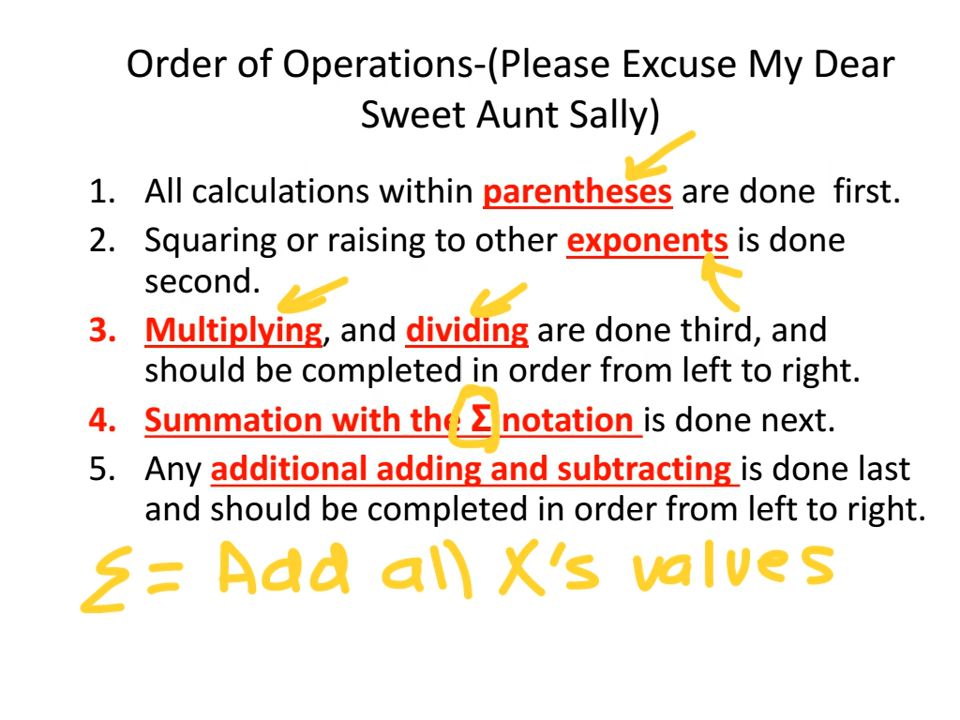 Order of Operations-(Please Excuse My Dear
Sweet Aunt Sally)
1. All calculations within parentheses are done first.
2. Squaring or raising to other exponents is done
second.
3. Multiplying, and dividing are done third, and
should be completed in order from left to right.
4. Summation with the Σ notation is done next.
5. Any additional adding and subtracting is done last
and should be completed in order from left to right.
Σ = Add all X's values